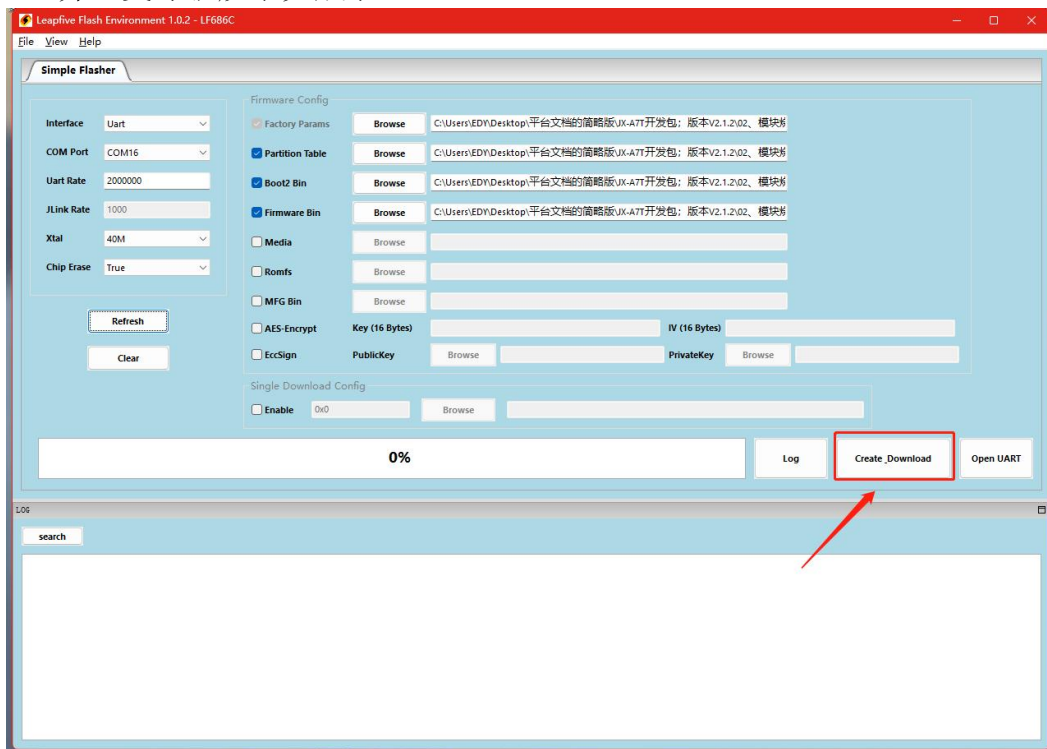 Leapfive Flash Environment 1.0.2 - LF686C
File View Help
Simple Flasher
Firmware Config
Interface Uart
Factory Params Browse C:\Users\EDY\Desktop\平台文档的简略版\JX-A7T开发包；版本V2.1.2\02、模块
COM Port COM16
Partition Table Browse C:\Users\EDY\Desktop\平台文档的简略版\JX-A7T开发包；版本V2.1.2\02、模块
Uart Rate 2000000
Boot2 Bin Browse C:\Users\EDY\Desktop\平台文档的简略版\JX-A7T开发包；版本V2.1.2\02、模块
JLink Rate 1000
Firmware Bin Browse C:\Users\EDY\Desktop\平台文档的简略版\JX-A7T开发包；版本V2.1.2\02、模块
Xtal 40M
Media Browse
Chip Erase True
Romfs Browse
MFG Bin Browse
Refresh
AES-Encrypt Key (16 Bytes) IV (16 Bytes)
Clear
EccSign PublicKey Browse PrivateKey Browse
Single Download Config
Enable 0x0 Browse
0% Log Create_Download Open UART
LOG
search